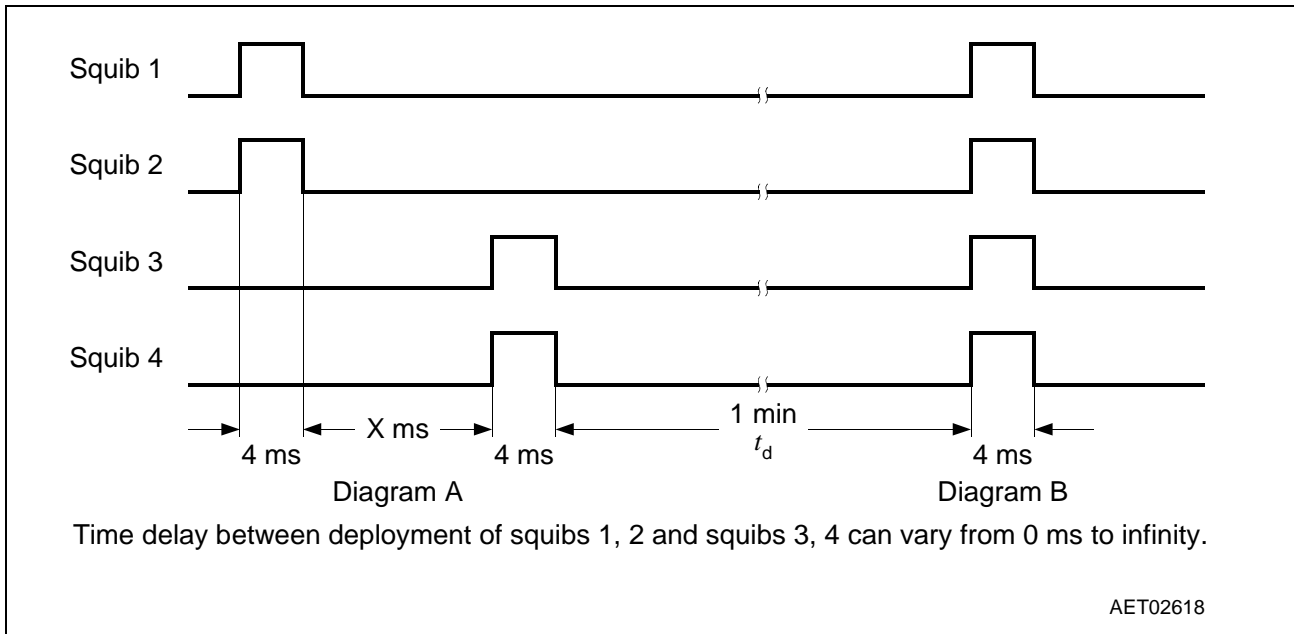 Squib 1
Squib 2
Squib 3
Squib 4
X ms
1 min
t_d
4 ms
4 ms
4 ms
Diagram A
Diagram B
Time delay between deployment of squibs 1, 2 and squibs 3, 4 can vary from 0 ms to infinity.
AET02618